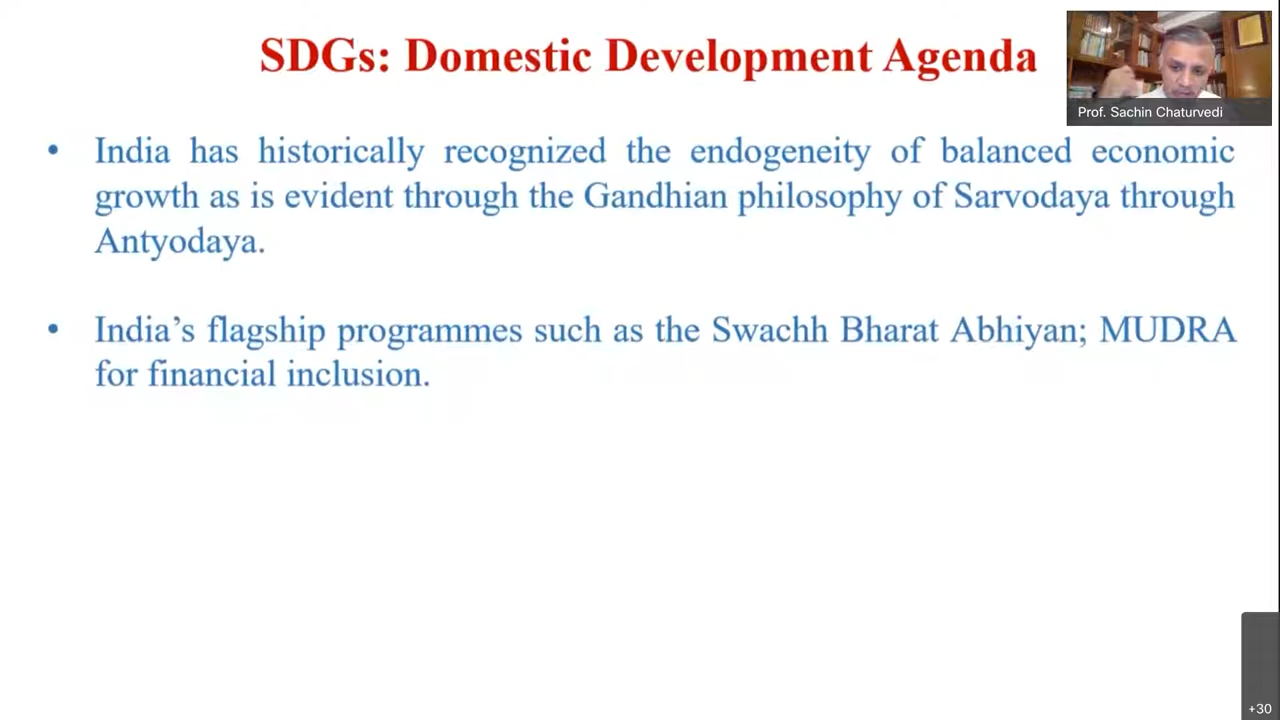 SDGs: Domestic Development Agenda
Prof. Sachin Chaturvedi
• India has historically recognized the endogeneity of balanced economic
growth as is evident through the Gandhian philosophy of Sarvodaya through
Antyodaya.
• India’s flagship programmes such as the Swachh Bharat Abhiyan; MUDRA
for financial inclusion.
+30